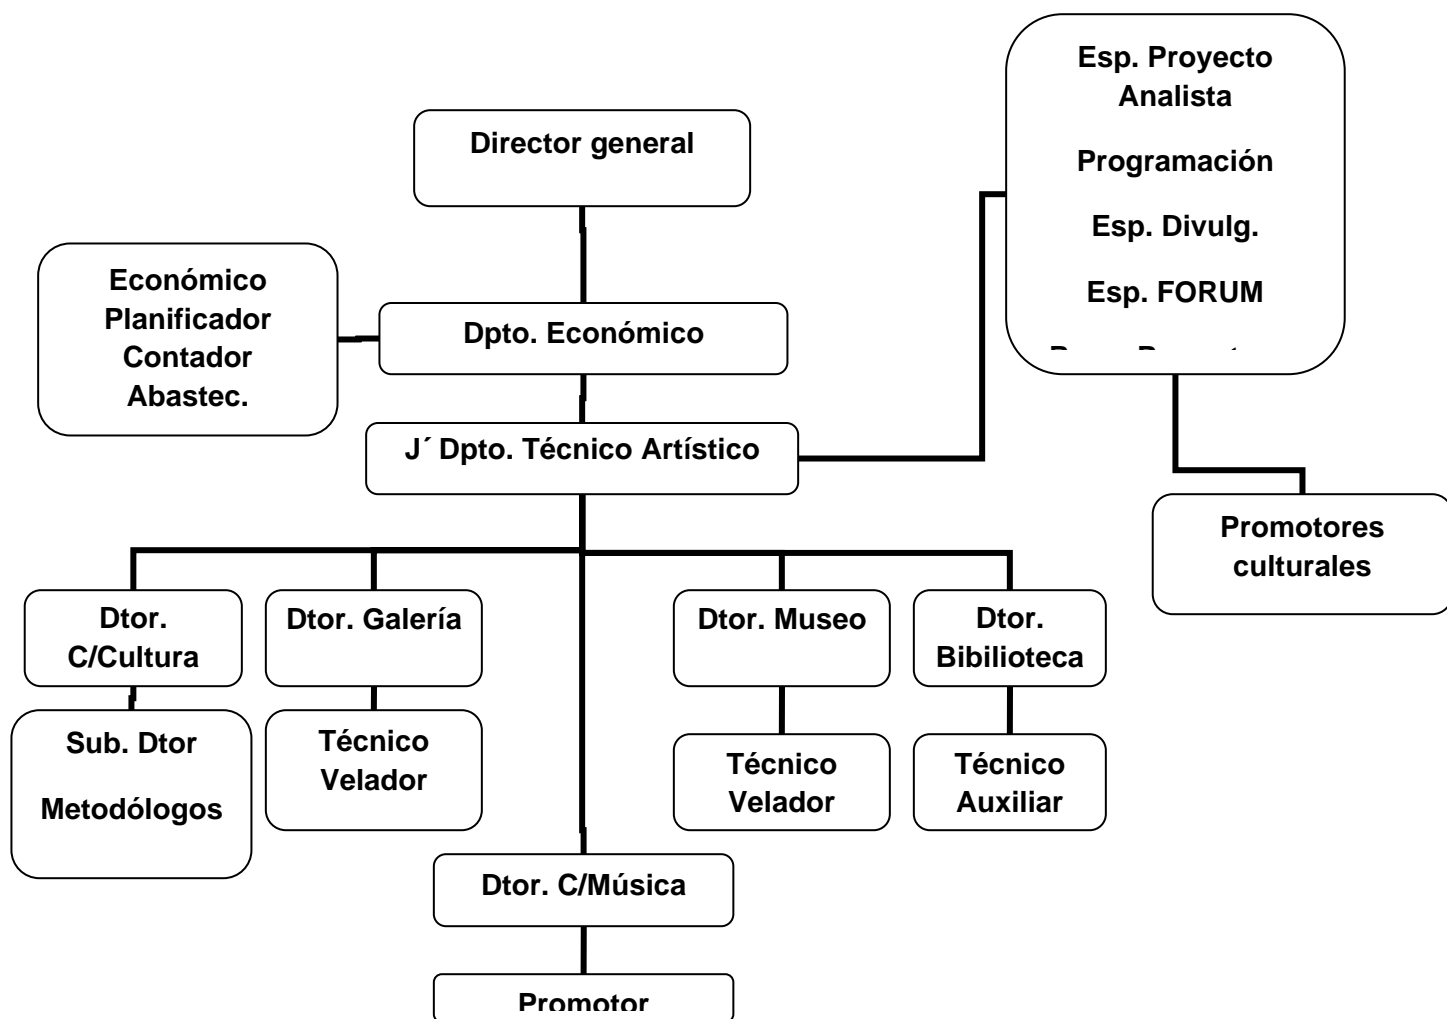 Esp. Proyecto
Analista
Programación
Esp. Divulg.
Esp. FORUM
Director general
Económico
Planificador
Contador
Abastec.
Dpto. Económico
J´ Dpto. Técnico Artístico
Promotores
culturales
Dtor.
C/Cultura
Dtor. Galería
Dtor. Museo
Dtor.
Bibilioteca
Sub. Dtor
Metodólogos
Técnico
Velador
Técnico
Velador
Técnico
Auxiliar
Dtor. C/Música
Promotor